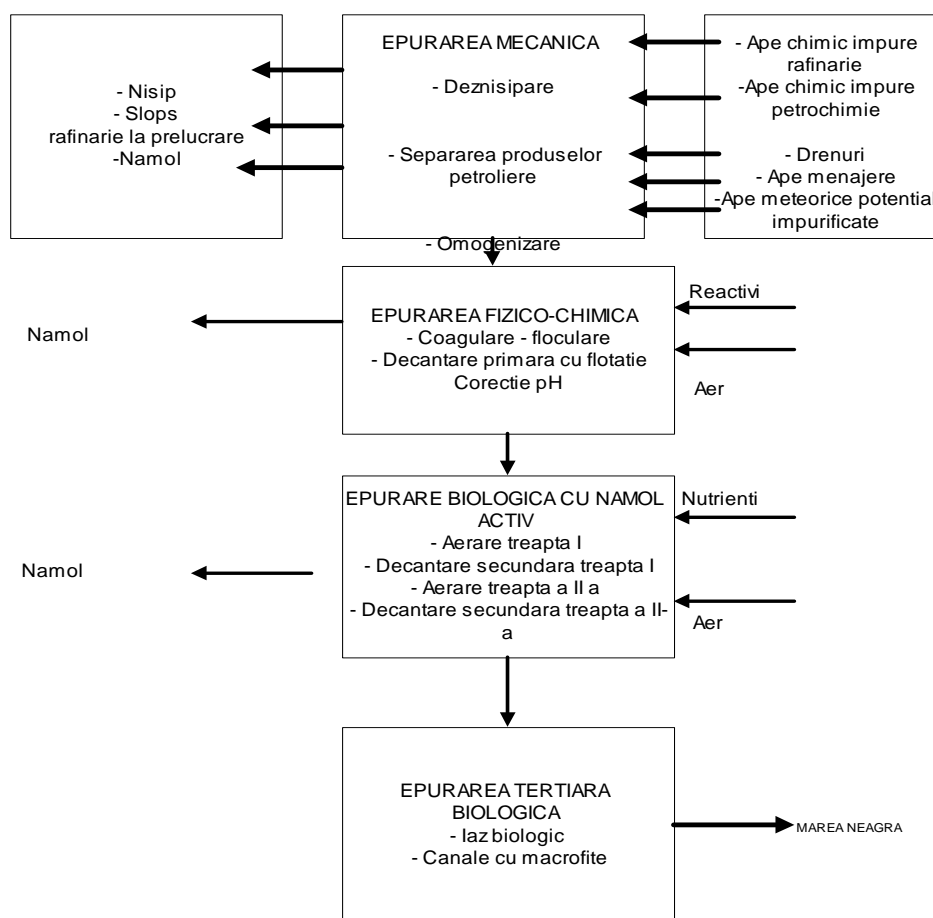 - Nisip
- Slops
rafinarie la prelucrare
-Namol
EPURAREA MECANICA
- Deznisipare
- Separarea produselor
petroliere
- Omogenizare
- Ape chimic impure
rafinarie
-Ape chimic impure
petrochimie
- Drenuri
- Ape menajere
-Ape meteorice potential
impurificate
Namol
EPURAREA FIZICO-CHIMICA
- Coagulare - floculare
- Decantare primara cu flotatie
Corectie pH
Reactivi
Aer
Namol
EPURARE BIOLOGICA CU NAMOL
ACTIV
- Aerare treapta I
- Decantare secundara treapta I
- Aerare treapta a II a
- Decantare secundara treapta a II-
a
Nutrienti
Aer
EPURAREA TERTIARA
BIOLOGICA
- Iaz biologic
- Canale cu macrofite
MAREA NEAGRA